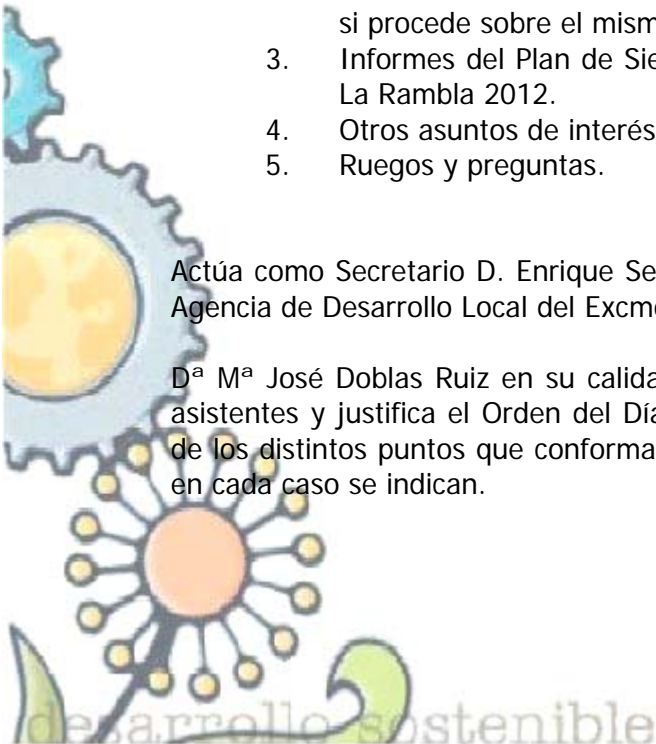 si procede sobre el mism
3. Informes del Plan de Sie
La Rambla 2012.
4. Otros asuntos de interés
5. Ruegos y preguntas.
Actúa como Secretario D. Enrique Se
Agencia de Desarrollo Local del Excm
Dª Mª José Doblas Ruiz en su calida
asistentes y justifica el Orden del Día
de los distintos puntos que conforma
en cada caso se indican.
desarrollo sostenible